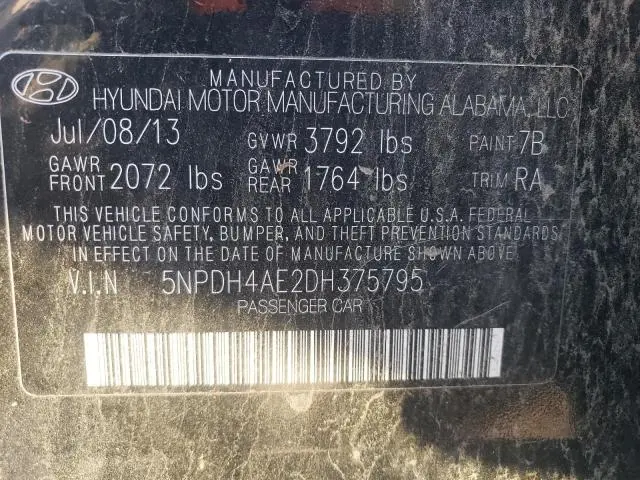 MANUFACTURED BY
HYUNDAI MOTOR MANUFACTURING ALABAMA, LLC
Jul/08/13 GVWR 3792 lbs PAINT 7B
GAWR FRONT 2072 lbs GAWR REAR 1764 lbs TRIM RA
THIS VEHICLE CONFORMS TO ALL APPLICABLE U.S.A. FEDERAL
MOTOR VEHICLE SAFETY, BUMPER, AND THEFT PREVENTION STANDARDS
IN EFFECT ON THE DATE OF MANUFACTURE SHOWN ABOVE
V.I.N 5NPDH4AE2DH375795
PASSENGER CAR